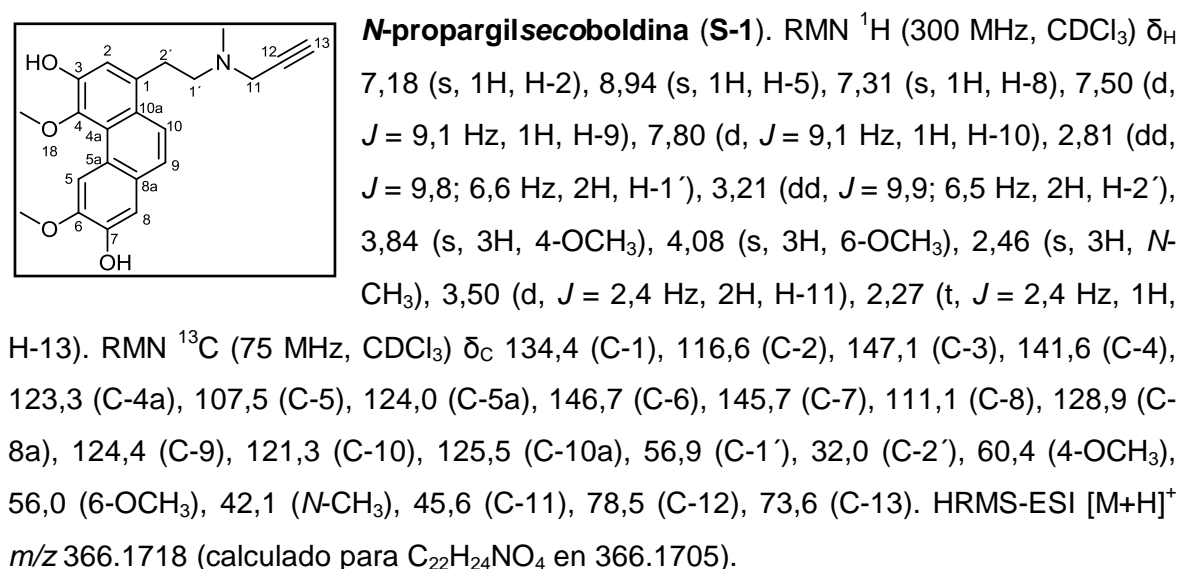 N-propargilsecoboldina (S-1). RMN ¹H (300 MHz, CDCl₃) δ_H
7,18 (s, 1H, H-2), 8,94 (s, 1H, H-5), 7,31 (s, 1H, H-8), 7,50 (d,
J = 9,1 Hz, 1H, H-9), 7,80 (d, J = 9,1 Hz, 1H, H-10), 2,81 (dd,
J = 9,8; 6,6 Hz, 2H, H-1´), 3,21 (dd, J = 9,9; 6,5 Hz, 2H, H-2´),
3,84 (s, 3H, 4-OCH₃), 4,08 (s, 3H, 6-OCH₃), 2,46 (s, 3H, N-
CH₃), 3,50 (d, J = 2,4 Hz, 2H, H-11), 2,27 (t, J = 2,4 Hz, 1H,
H-13). RMN ¹³C (75 MHz, CDCl₃) δ_C 134,4 (C-1), 116,6 (C-2), 147,1 (C-3), 141,6 (C-4),
123,3 (C-4a), 107,5 (C-5), 124,0 (C-5a), 146,7 (C-6), 145,7 (C-7), 111,1 (C-8), 128,9 (C-
8a), 124,4 (C-9), 121,3 (C-10), 125,5 (C-10a), 56,9 (C-1´), 32,0 (C-2´), 60,4 (4-OCH₃),
56,0 (6-OCH₃), 42,1 (N-CH₃), 45,6 (C-11), 78,5 (C-12), 73,6 (C-13). HRMS-ESI [M+H]⁺
m/z 366.1718 (calculado para C₂₂H₂₄NO₄ en 366.1705).
HO
3
2
2´
N
12
13
1
1´
11
4
10a
10
O
18
4a
5a
9
5
8a
O
6
7
8
OH